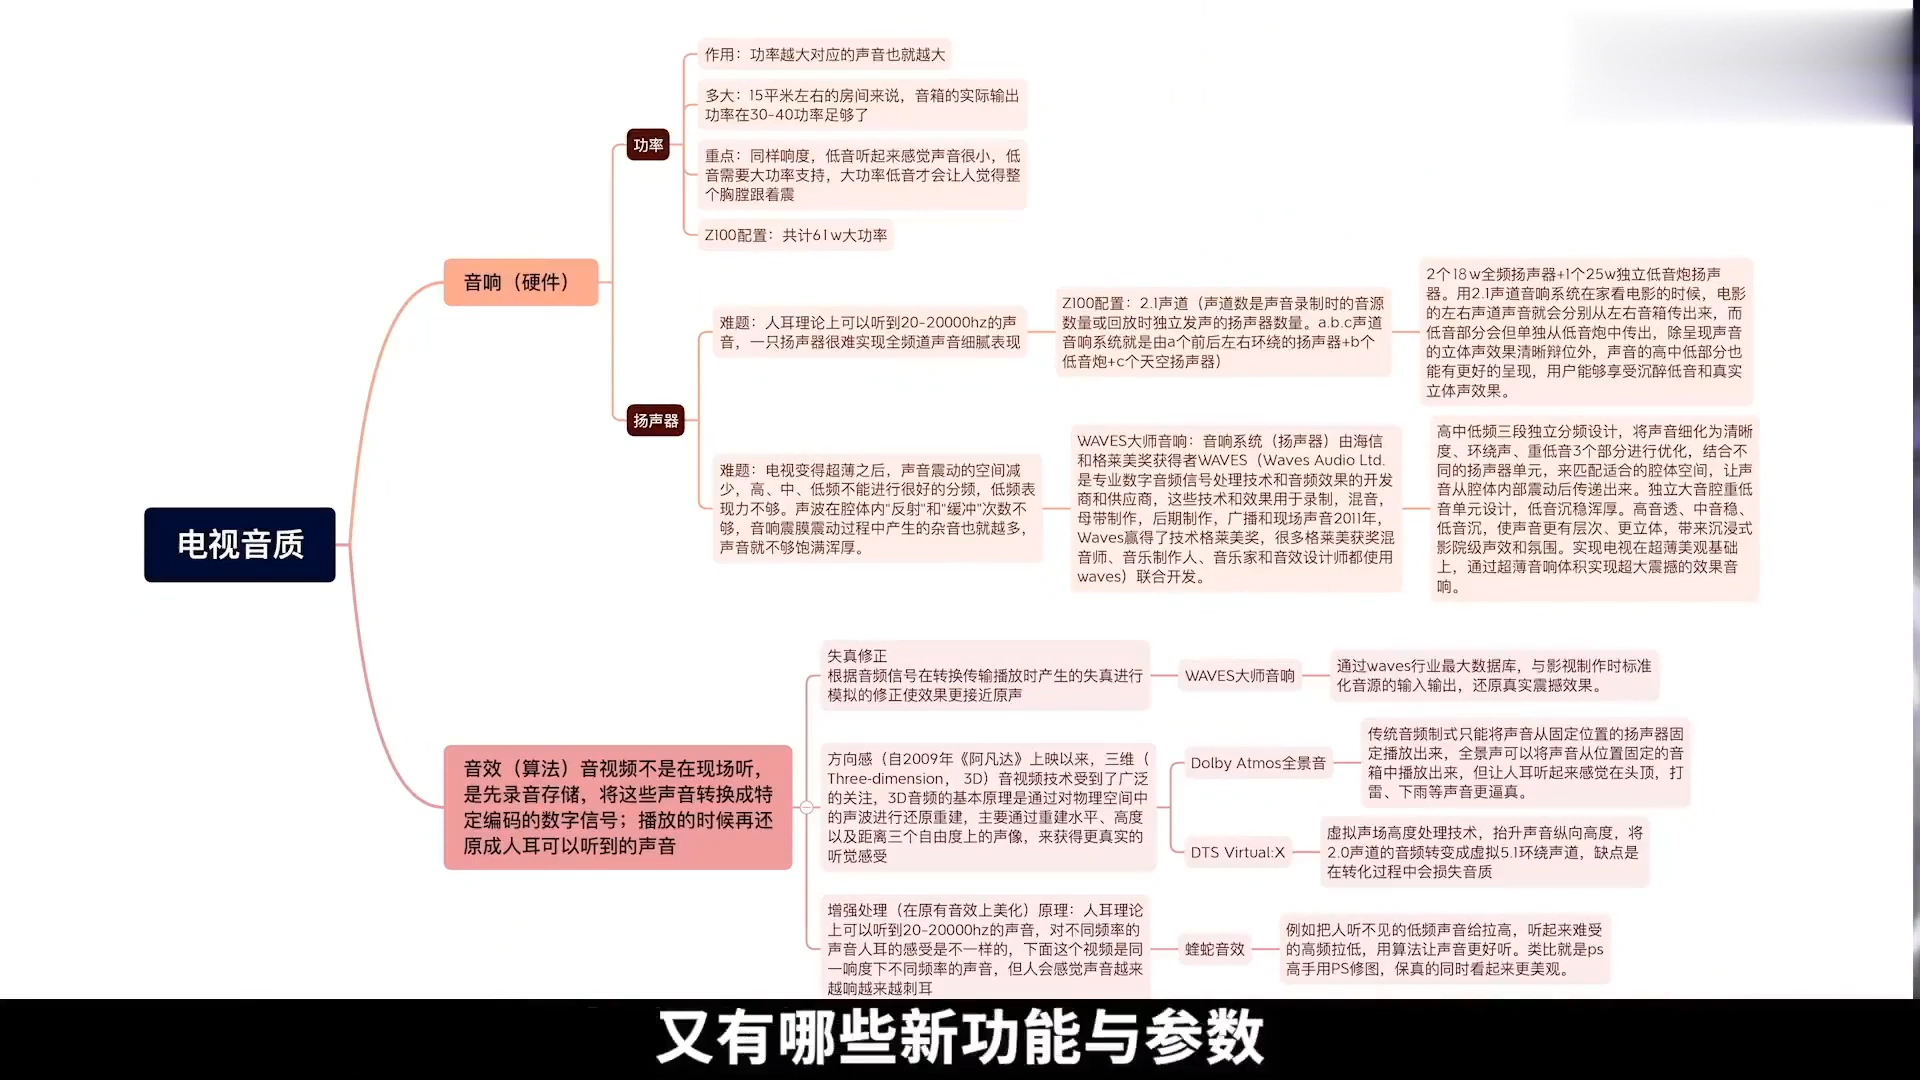 作用：功率越大对应的声音也就越大
多大：15平米左右的房间来说，音箱的实际输出
功率在30-40功率足够了
功率
重点：同样响度，低音听起来感觉声音很小，低
音需要大功率支持，大功率低音才会让人觉得整
个胸膛跟着震
Z100配置：共计61w大功率
音响（硬件）
难题：人耳理论上可以听到20-20000hz的声
音，一只扬声器很难实现全频道声音细腻表现
Z100配置：2.1声道（声道数是声音录制时的音源
数量或回放时独立发声的扬声器数量。a.b.c声道
音响系统就是由a个前后左右环绕的扬声器+b个
低音炮+c个天空扬声器）
2个18w全频扬声器+1个25w独立低音炮扬声
器。用2.1声道音响系统在家看电影的时候，电影
的左右声道声音就会分别从左右音箱传出来，而
低音部分会但单独从低音炮中传出，除呈现声音
的立体声效果清晰辩位外，声音的高中低部分也
能有更好的呈现，用户能够享受沉醉低音和真实
立体声效果。
扬声器
难题：电视变得超薄之后，声音震动的空间减
少，高、中、低频不能进行很好的分频，低频表
现力不够。声波在腔体内"反射"和"缓冲"次数不
够，音响震膜震动过程中产生的杂音也就越多，
声音就不够饱满浑厚。
WAVES大师音响：音响系统（扬声器）由海信
和格莱美奖获得者WAVES（Waves Audio Ltd.
是专业数字音频信号处理技术和音频效果的开发
商和供应商，这些技术和效果用于录制，混音，
母带制作，后期制作，广播和现场声音2011年，
Waves赢得了技术格莱美奖，很多格莱美获奖混
音师、音乐制作人、音乐家和音效设计师都使用
waves）联合开发。
高中低频三段独立分频设计，将声音细化为清晰
度、环绕声、重低音3个部分进行优化，结合不
同的扬声器单元，来匹配适合的腔体空间，让声
音从腔体内部震动后传递出来。独立大音腔重低
音单元设计，低音沉稳浑厚。高音透、中音稳、
低音沉，使声音更有层次、更立体，带来沉浸式
影院级声效和氛围。实现电视在超薄美观基础
上，通过超薄音响体积实现超大震撼的效果音
响。
电视音质
失真修正
根据音频信号在转换传输播放时产生的失真进行
模拟的修正使效果更接近原声
WAVES大师音响
通过waves行业最大数据库，与影视制作时标准
化音源的输入输出，还原真实震撼效果。
音效（算法）音视频不是在现场听，
是先录音存储，将这些声音转换成特
定编码的数字信号；播放的时候再还
原成人耳可以听到的声音
方向感（自2009年《阿凡达》上映以来，三维（
Three-dimension， 3D）音视频技术受到了广泛
的关注，3D音频的基本原理是通过对物理空间中
的声波进行还原重建，主要通过重建水平、高度
以及距离三个自由度上的声像，来获得更真实的
听觉感受
Dolby Atmos全景音
传统音频制式只能将声音从固定位置的扬声器固
定播放出来，全景声可以将声音从位置固定的音
箱中播放出来，但让人耳听起来感觉在头顶，打
雷、下雨等声音更逼真。
DTS Virtual:X
虚拟声场高度处理技术，抬升声音纵向高度，将
2.0声道的音频转变成虚拟5.1环绕声道，缺点是
在转化过程中会损失音质
增强处理（在原有音效上美化）原理：人耳理论
上可以听到20-20000hz的声音，对不同频率的
声音人耳的感受是不一样的，下面这个视频是同
一响度下不同频率的声音，但人会感觉声音越来
越响越来越刺耳
蝰蛇音效
例如把人听不见的低频声音给拉高，听起来难受
的高频拉低，用算法让声音更好听。类比就是ps
高手用PS修图，保真的同时看起来更美观。
又有哪些新功能与参数